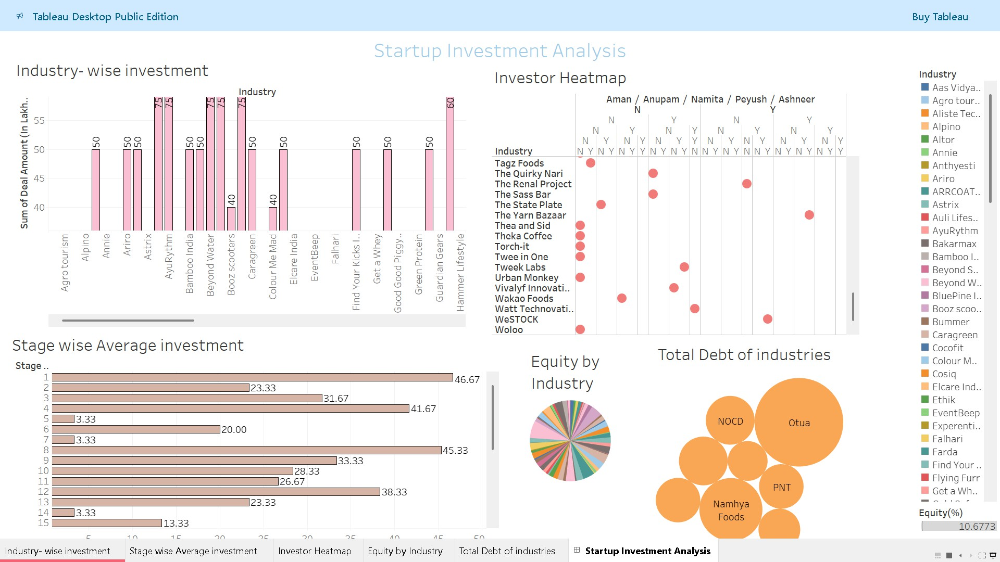 Tableau Desktop Public Edition
Buy Tableau
Startup Investment Analysis
Industry- wise investment
Industry
Sum of Deal Amount (In Lakh..
55
50
45
40
50
50
50
75
75
50
50
75
75
40
75
50
40
50
50
50
50
60
Agro tourism
Alpino
Annie
Ariro
Astrix
AyuRythm
Bamboo India
Beyond Water
Booz scooters
Caragreen
Colour Me Mad
Elcare India
EventBeep
Falhari
Find Your Kicks I..
Get a Whey
Good Good Piggy..
Green Protein
Guardian Gears
Hammer Lifestyle
Investor Heatmap
Aman / Anupam / Namita / Peyush / Ashneer
N Y
N Y N Y
N Y N Y N Y N Y
N Y N Y N Y Y N Y N Y N Y N Y Y
N Y N Y N Y Y N Y N Y Y N Y N Y N Y Y N Y N Y N Y Y
Industry
Tagz Foods
The Quirky Nari
The Renal Project
The Sass Bar
The State Plate
The Yarn Bazaar
Thea and Sid
Theka Coffee
Torch-it
Twee in One
Tweek Labs
Urban Monkey
Vivalyf Innovati..
Wakao Foods
Watt Technovati..
WeSTOCK
Woloo
Industry
Aas Vidya..
Agro tour..
Aliste Tec..
Alpino
Altor
Annie
Anthyesti
Ariro
ARRCOAT..
Astrix
Auli Lifes..
AyuRythm
Bakarmax
Bamboo I..
Beyond S..
Beyond W..
BluePine I..
Booz scoo..
Bummer
Caragreen
Cocofit
Colour M..
Cosiq
Elcare Ind..
Ethik
EventBeep
Experenti..
Falhari
Farda
Find Your ..
Flying Furr
Get a Wh..
Equity(%)
10.6773
Stage wise Average investment
Stage ..
1 46.67
2 23.33
3 31.67
4 41.67
5 3.33
6 20.00
7 3.33
8 45.33
9 33.33
10 28.33
11 26.67
12 38.33
13 23.33
14 3.33
15 13.33
5 10 15 20 25 30 35 40 45 50
Equity by
Industry
Total Debt of industries
NOCD
Otua
PNT
Namhya
Foods
Industry- wise investment
Stage wise Average investment
Investor Heatmap
Equity by Industry
Total Debt of industries
Startup Investment Analysis